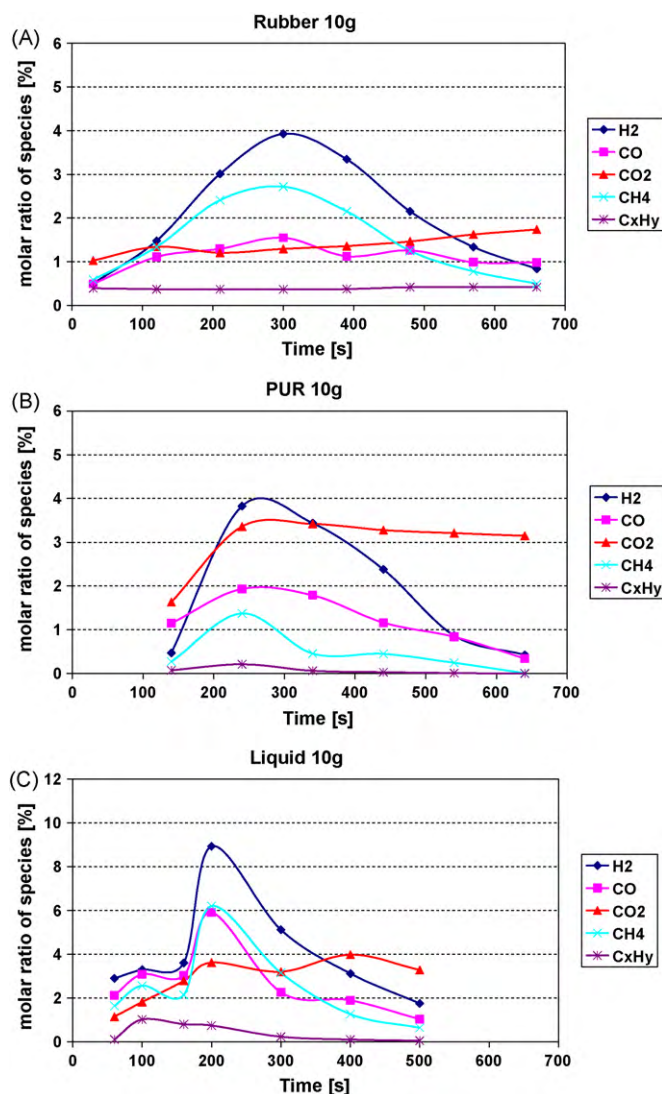 (A)
Rubber 10g
molar ratio of species [%]
6
5
4
3
2
1
0
0 100 200 300 400 500 600 700
Time [s]
H2
CO
CO2
CH4
CxHy
(B)
PUR 10g
molar ratio of species [%]
6
5
4
3
2
1
0
0 100 200 300 400 500 600 700
Time [s]
H2
CO
CO2
CH4
CxHy
(C)
Liquid 10g
molar ratio of species [%]
12
10
8
6
4
2
0
0 100 200 300 400 500 600 700
Time [s]
H2
CO
CO2
CH4
CxHy